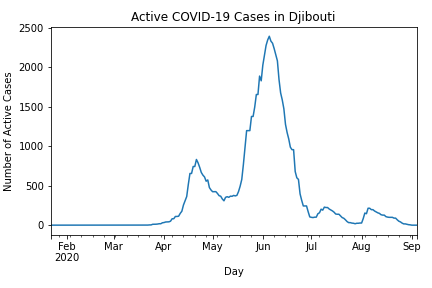 Active COVID-19 Cases in Djibouti
Number of Active Cases
2500
2000
1500
1000
500
0
Feb
2020
Mar
Apr
May
Jun
Jul
Aug
Sep
Day